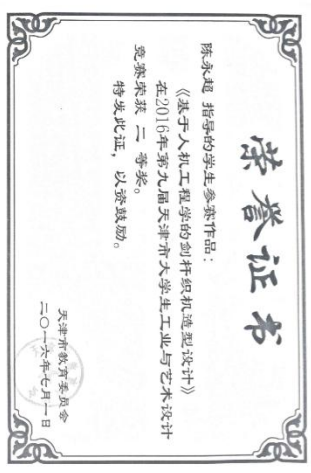 荣誉证书
陈永超 指导的学生参赛作品：
《基于人机工程学的剑杆织机造型设计》
在2016年第九届天津市大学生工业与艺术设计
竞赛荣获 二 等奖。
特发此证，以资鼓励。
天津市教育委员会
二〇一六年七月一日